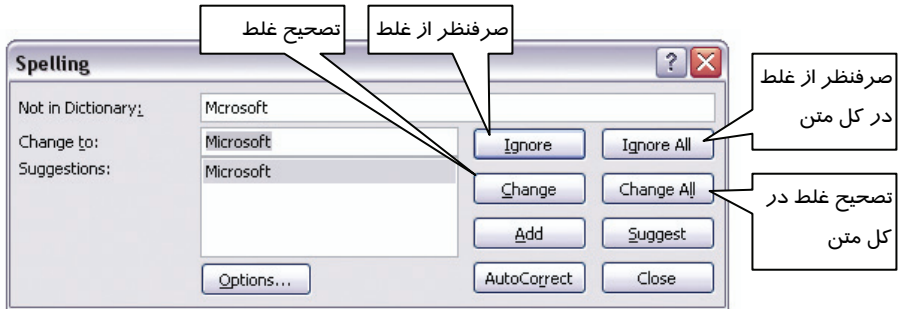 تصحیح غلط
صرفنظر از غلط
Spelling
صرفنظر از غلط
در کل متن
Not in Dictionary:
Mcrosoft
Change to:
Microsoft
Ignore
Ignore All
Suggestions:
Microsoft
Change
Change All
تصحیح غلط در
کل متن
Add
Suggest
Options...
AutoCorrect
Close